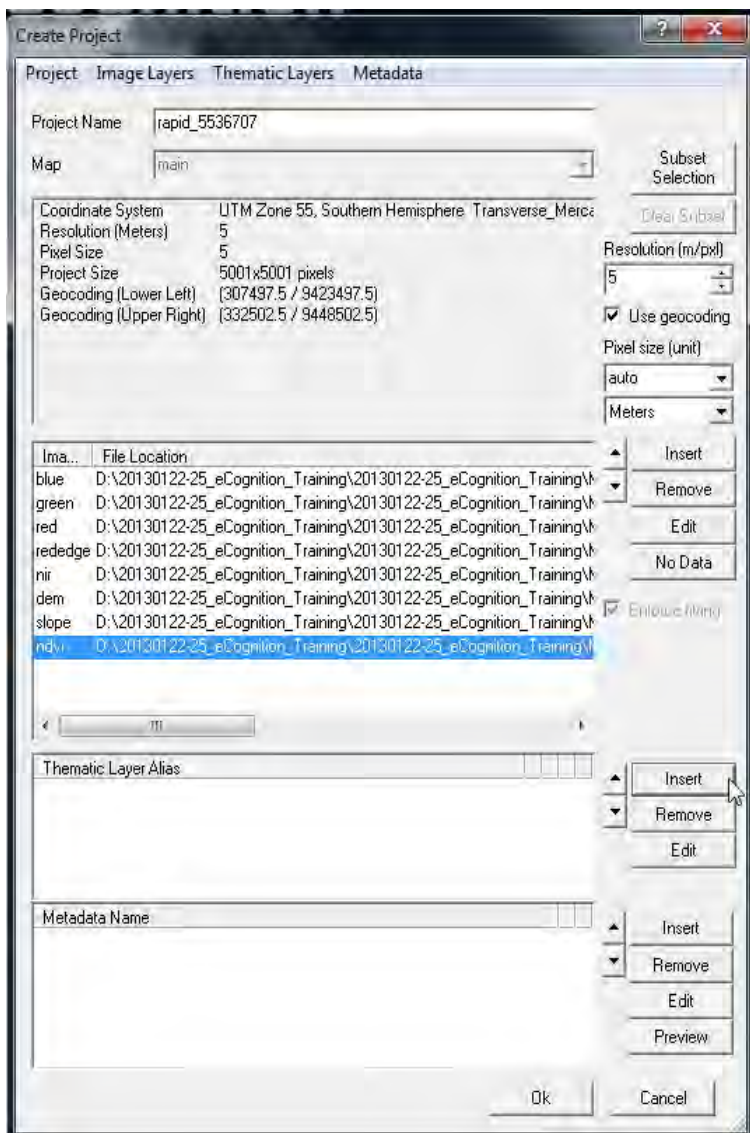 Create Project
Project Image Layers Thematic Layers Metadata
Project Name rapid_5536707
Map main
Subset Selection
Clear Subset
Coordinate System UTM Zone 55, Southern Hemisphere Transverse_Merca
Resolution (Meters) 5
Pixel Size 5
Project Size 5001x5001 pixels
Geocoding (Lower Left) (307497.5 / 9423497.5)
Geocoding (Upper Right) (332502.5 / 9448502.5)
Resolution (m/pxl)
5
Use geocoding
Pixel size (unit)
auto
Meters
Ima... File Location
blue D:\20130122-25_eCognition_Training\20130122-25_eCognition_Training\
green D:\20130122-25_eCognition_Training\20130122-25_eCognition_Training\
red D:\20130122-25_eCognition_Training\20130122-25_eCognition_Training\
rededge D:\20130122-25_eCognition_Training\20130122-25_eCognition_Training\
nir D:\20130122-25_eCognition_Training\20130122-25_eCognition_Training\
dem D:\20130122-25_eCognition_Training\20130122-25_eCognition_Training\
slope D:\20130122-25_eCognition_Training\20130122-25_eCognition_Training\
ndvi D:\20130122-25_eCognition_Training\20130122-25_eCognition_Training\
Insert
Remove
Edit
No Data
Enforce fitting
Thematic Layer Alias
Insert
Remove
Edit
Metadata Name
Insert
Remove
Edit
Preview
Ok Cancel